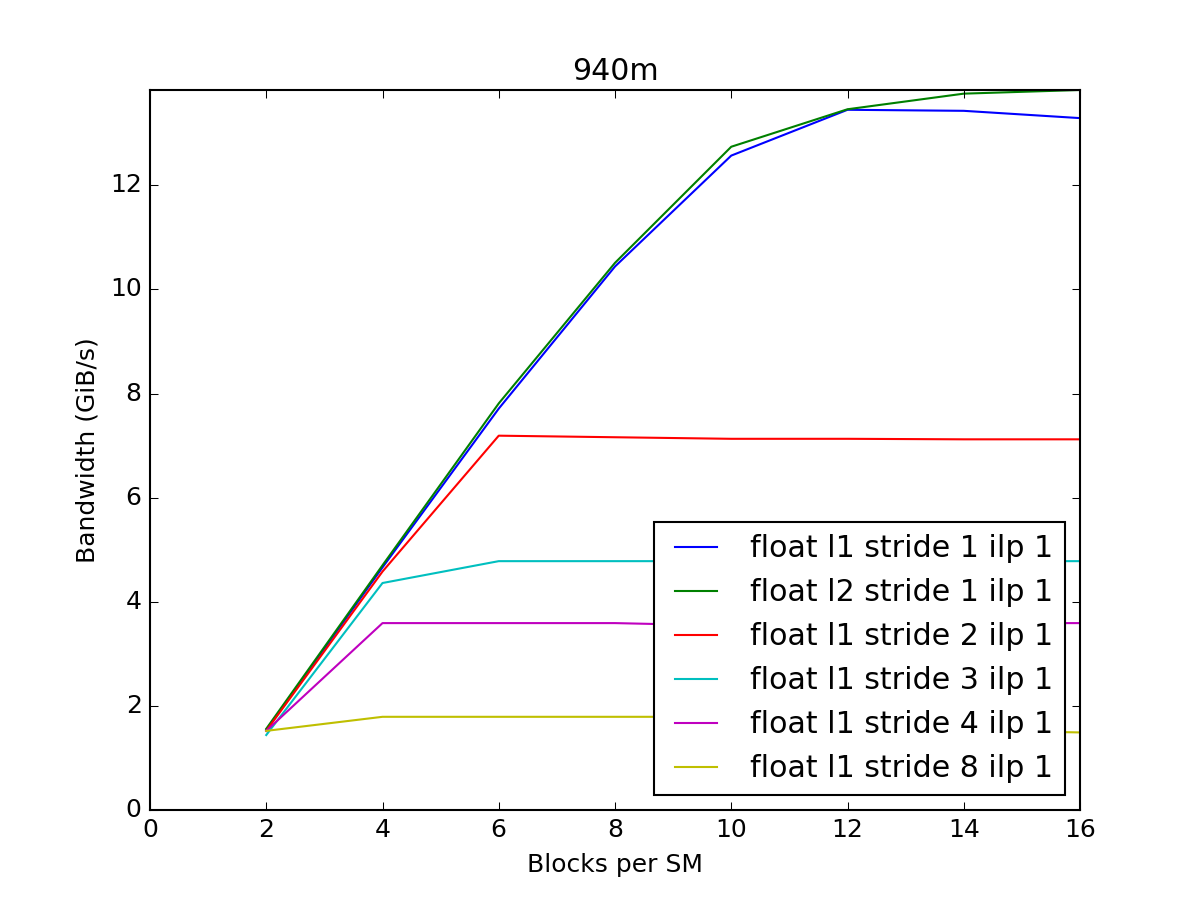 940m
Bandwidth (GiB/s)
12
10
8
6
4
2
0
float l1 stride 1 ilp 1
float l2 stride 1 ilp 1
float l1 stride 2 ilp 1
float l1 stride 3 ilp 1
float l1 stride 4 ilp 1
float l1 stride 8 ilp 1
0 2 4 6 8 10 12 14 16
Blocks per SM